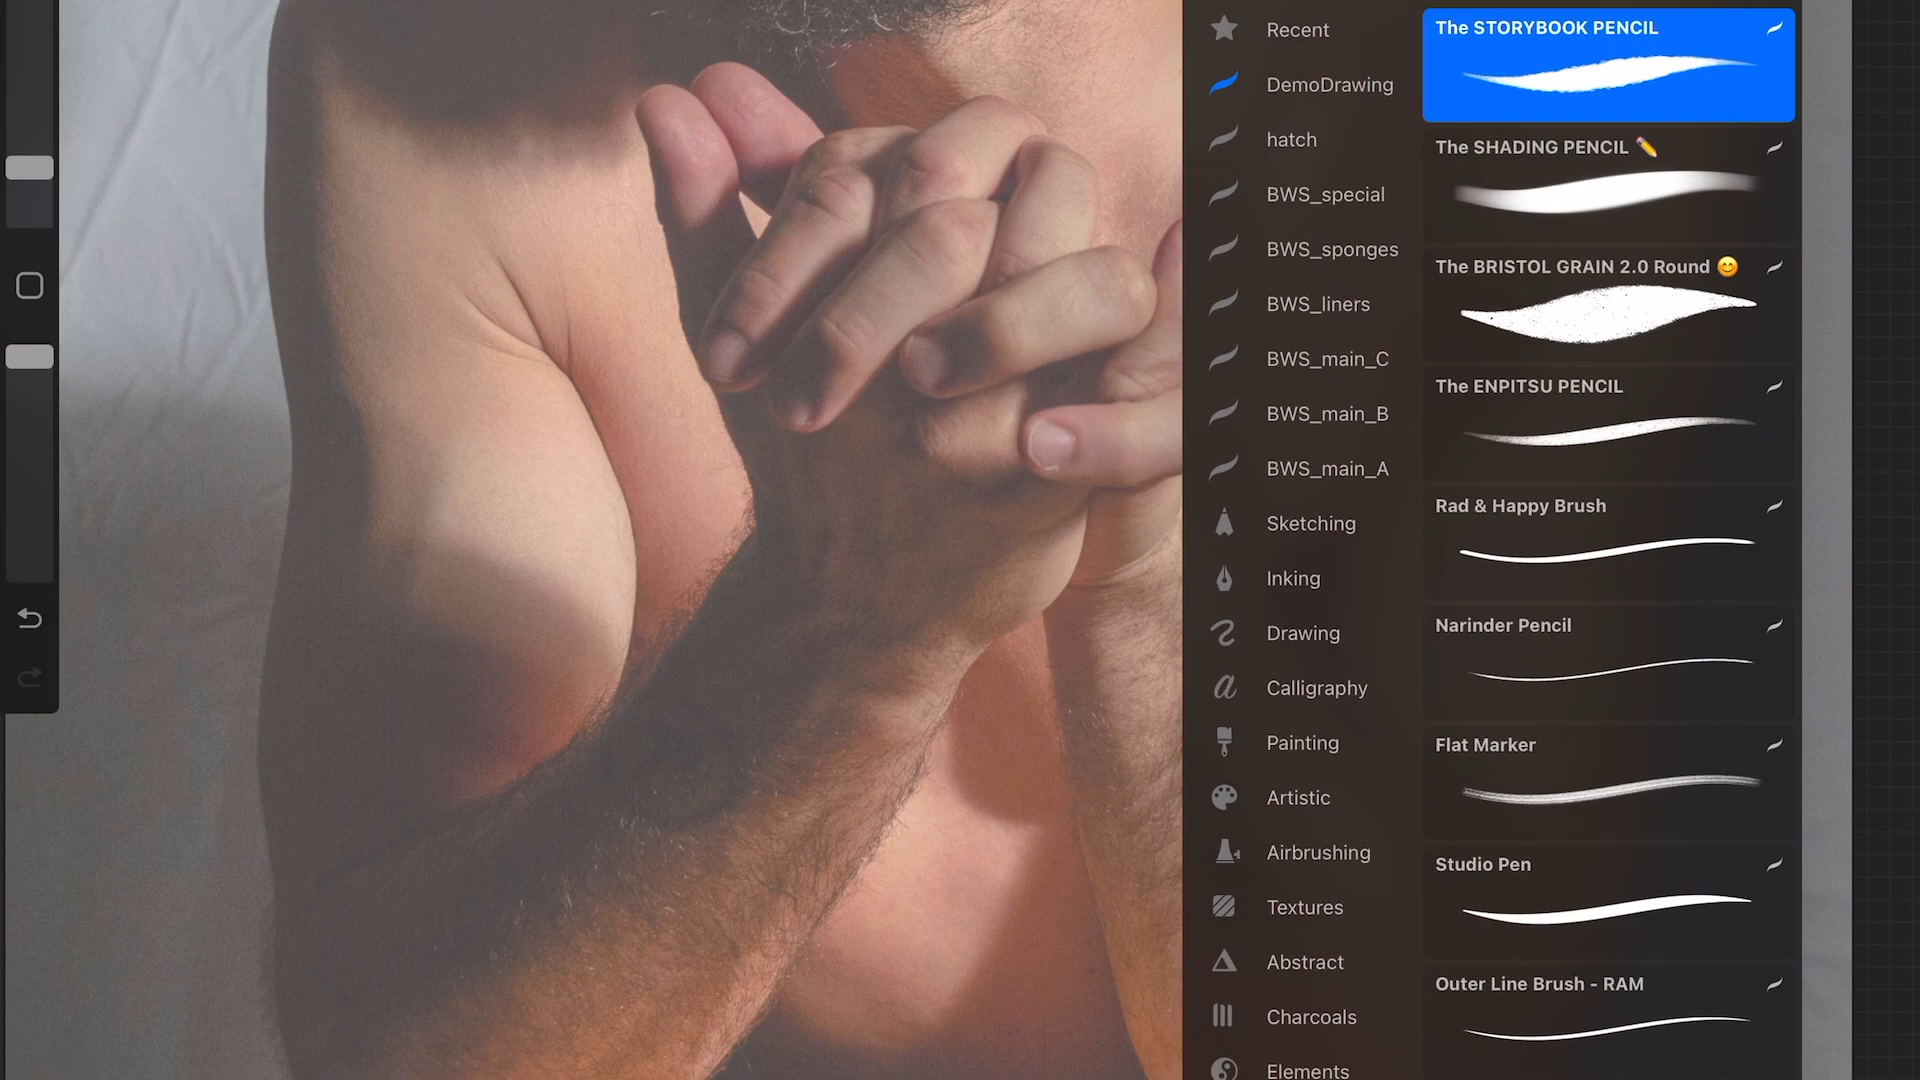 Recent
DemoDrawing
hatch
BWS_special
BWS_sponges
BWS_liners
BWS_main_C
BWS_main_B
BWS_main_A
Sketching
Inking
Drawing
Calligraphy
Painting
Artistic
Airbrushing
Textures
Abstract
Charcoals
Elements
The STORYBOOK PENCIL
The SHADING PENCIL ✏️
The BRISTOL GRAIN 2.0 Round 😊
The ENPITSU PENCIL
Rad & Happy Brush
Narinder Pencil
Flat Marker
Studio Pen
Outer Line Brush - RAM